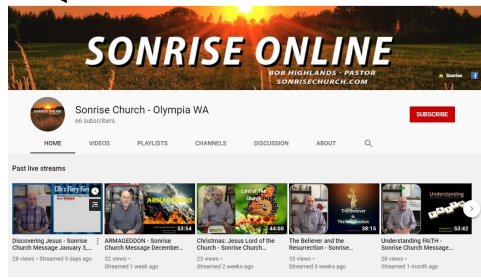 SONRISE ONLINE
BOB HIGHLANDS - PASTOR
SONRISECHURCH.COM
Sonrise
Sonrise Church - Olympia WA
66 subscribers
SUBSCRIBE
HOME VIDEOS PLAYLISTS CHANNELS DISCUSSION ABOUT
Past live streams
ARMAGEDDON
53:54
Lord of The
Church
44:00
The Believer
and the
Resurrection
38:15
Understanding
53:42
Discovering Jesus - Sonrise
Church Message January 3,...
28 views • Streamed 5 days ago
ARMAGEDDON - Sonrise
Church Message December...
32 views •
Streamed 1 week ago
Christmas: Jesus Lord of the
Church - Sonrise Church...
23 views •
Streamed 2 weeks ago
The Believer and the
Resurrection - Sonrise...
33 views •
Streamed 3 weeks ago
Understanding FAITH -
Sonrise Church Message...
28 views •
Streamed 1 month ago